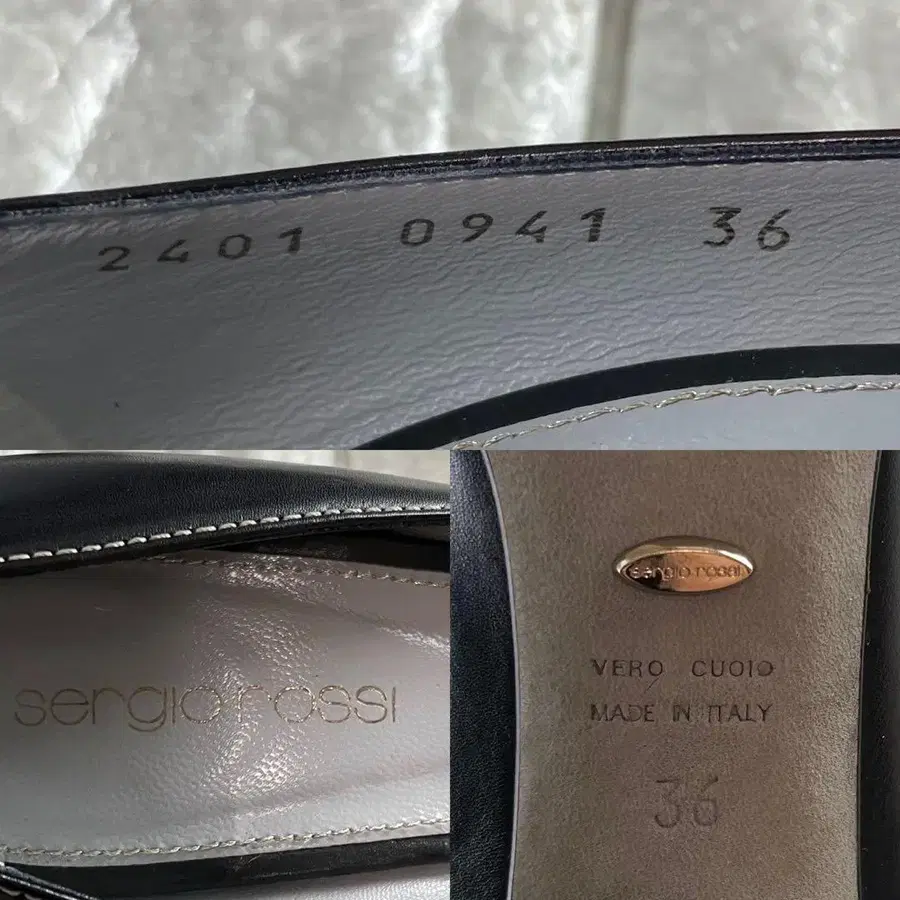 2401 0941 36
sergio rossi
sergio rossi
VERO CUOIO
MADE IN ITALY
36